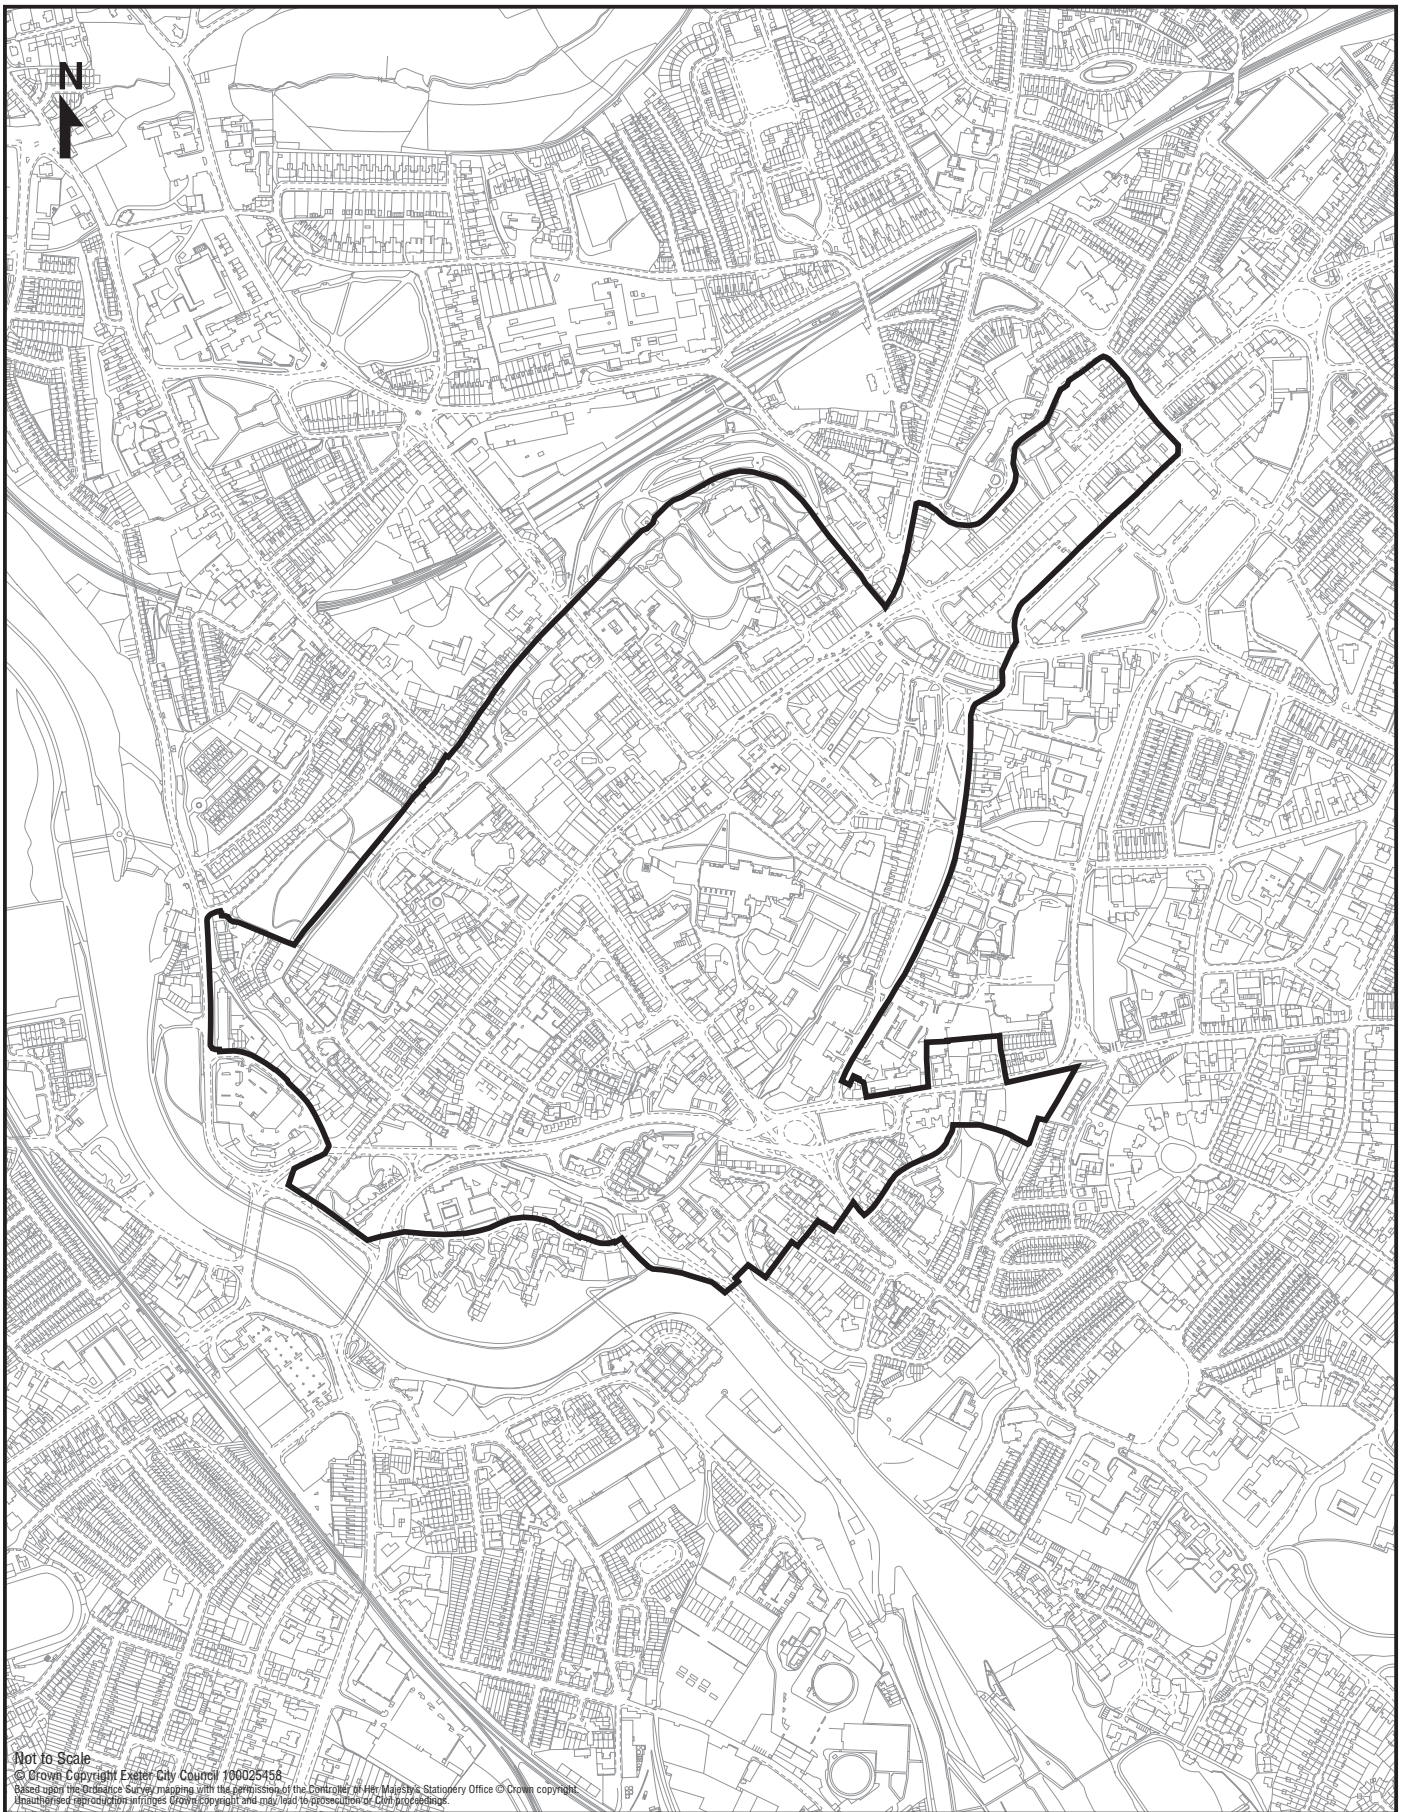 N
Not to Scale
© Crown Copyright Exeter City Council 100025458
Based upon the Ordnance Survey mapping with the permission of the Controller of Her Majesty's Stationery Office © Crown copyright.
Unauthorised reproduction infringes Crown copyright and may lead to prosecution or Civil proceedings.